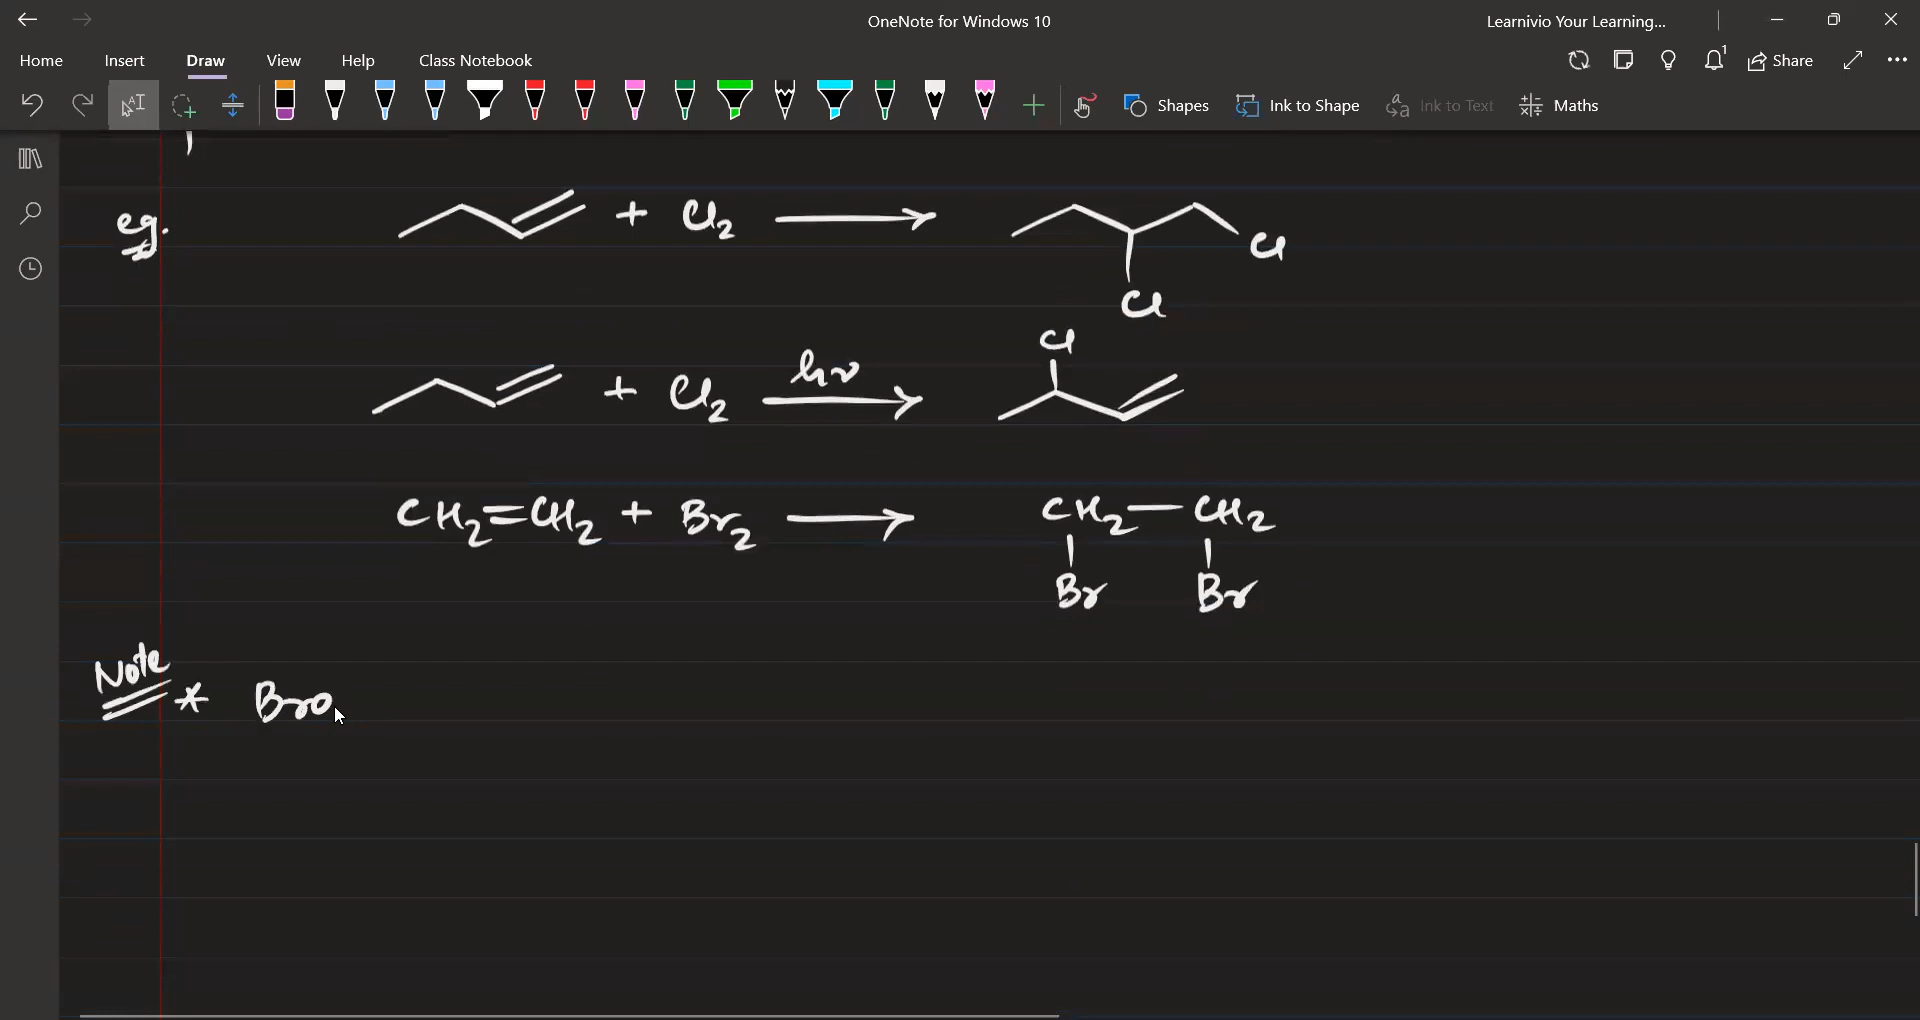 OneNote for Windows 10
Learnivio Your Learning...
Home Insert Draw View Help Class Notebook
1
Share
Shapes Ink to Shape Ink to Text Maths
eg. + Cl2 ⟶ Cl
Cl
+ Cl2 hν ⟶ Cl
CH2=CH2 + Br2 ⟶ CH2—CH2
Br Br
Note * Bro